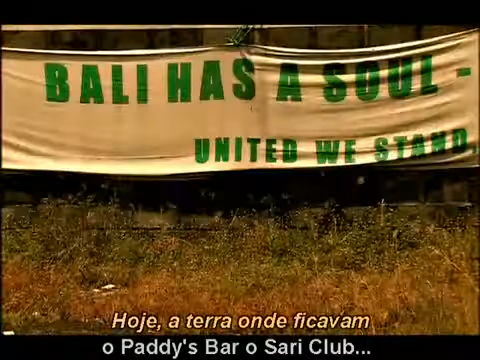 BALI HAS A SOUL -
UNITED WE STAND,
Hoje, a terra onde ficavam
o Paddy's Bar o Sari Club...